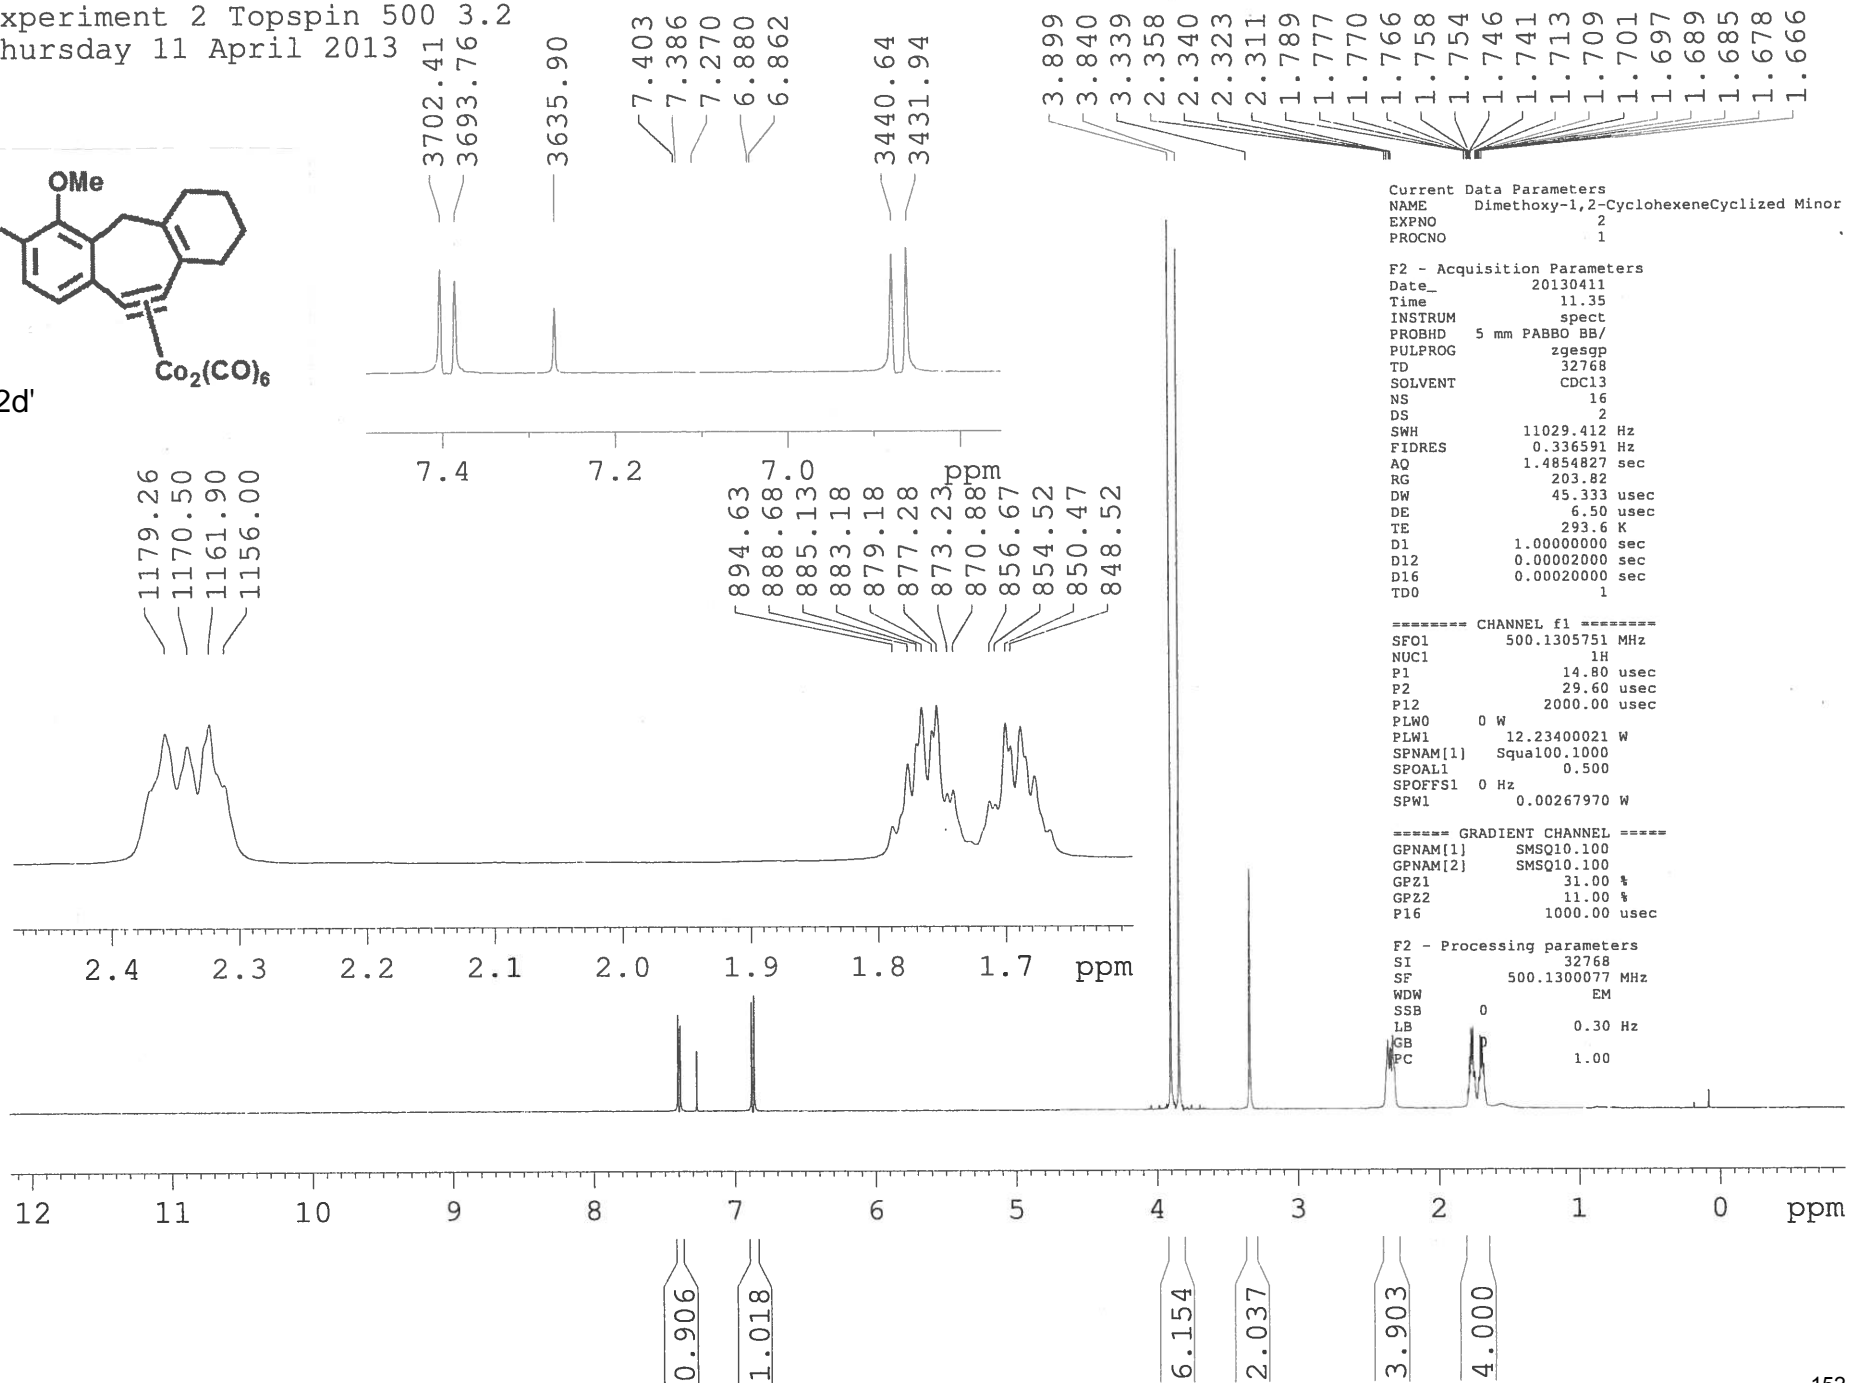 xperiment 2 Topspin 500 3.2
hursday 11 April 2013
3702.41
3693.76
3635.90
7.403
7.386
7.270
6.880
6.862
3440.64
3431.94
3.899
3.840
3.339
2.358
2.340
2.323
2.311
1.789
1.777
1.770
1.766
1.758
1.754
1.746
1.741
1.713
1.709
1.701
1.697
1.689
1.685
1.678
1.666
OMe
Co2(CO)6
2d'
7.4 7.2 7.0 ppm
1179.26
1170.50
1161.90
1156.00
894.63
888.68
885.13
883.18
879.18
877.28
873.23
870.88
856.67
854.52
850.47
848.52
2.4 2.3 2.2 2.1 2.0 1.9 1.8 1.7 ppm
Current Data Parameters
NAME Dimethoxy-1,2-CyclohexeneCyclized Minor
EXPNO 2
PROCNO 1
F2 - Acquisition Parameters
Date_ 20130411
Time 11.35
INSTRUM spect
PROBHD 5 mm PABBO BB/
PULPROG zgesgp
TD 32768
SOLVENT CDCl3
NS 16
DS 2
SWH 11029.412 Hz
FIDRES 0.336591 Hz
AQ 1.4854827 sec
RG 203.82
DW 45.333 usec
DE 6.50 usec
TE 293.6 K
D1 1.00000000 sec
D12 0.00002000 sec
D16 0.00020000 sec
TD0 1
======== CHANNEL f1 ========
SFO1 500.1305751 MHz
NUC1 1H
P1 14.80 usec
P2 29.60 usec
P12 2000.00 usec
PLW0 0 W
PLW1 12.23400021 W
SPNAM[1] Squa100.1000
SPOAL1 0.500
SPOFFS1 0 Hz
SPW1 0.00267970 W
====== GRADIENT CHANNEL =====
GPNAM[1] SMSQ10.100
GPNAM[2] SMSQ10.100
GPZ1 31.00 %
GPZ2 11.00 %
P16 1000.00 usec
F2 - Processing parameters
SI 32768
SF 500.1300077 MHz
WDW EM
SSB 0
LB 0.30 Hz
GB 0
PC 1.00
12 11 10 9 8 7 6 5 4 3 2 1 0 ppm
0.906
1.018
6.154
2.037
3.903
4.000